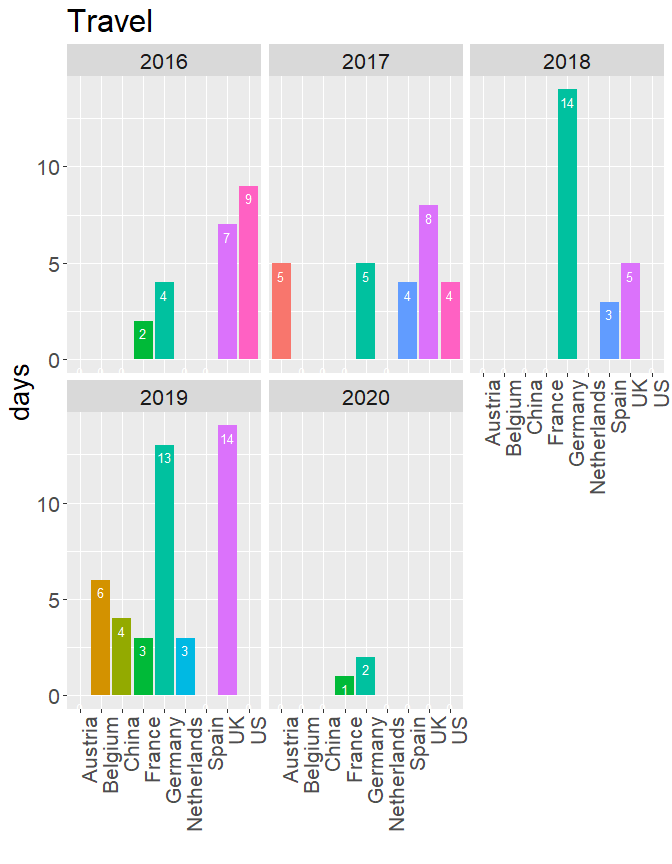 Travel
2016 2017 2018
days
10
5
0
2 4 7 9
5 5 4 8 4
14 3 5
Austria Belgium China France Germany Netherlands Spain UK US
2019 2020
10
5
0
6 4 3 13 3 14
1 2
Austria Belgium China France Germany Netherlands Spain UK US
Austria Belgium China France Germany Netherlands Spain UK US